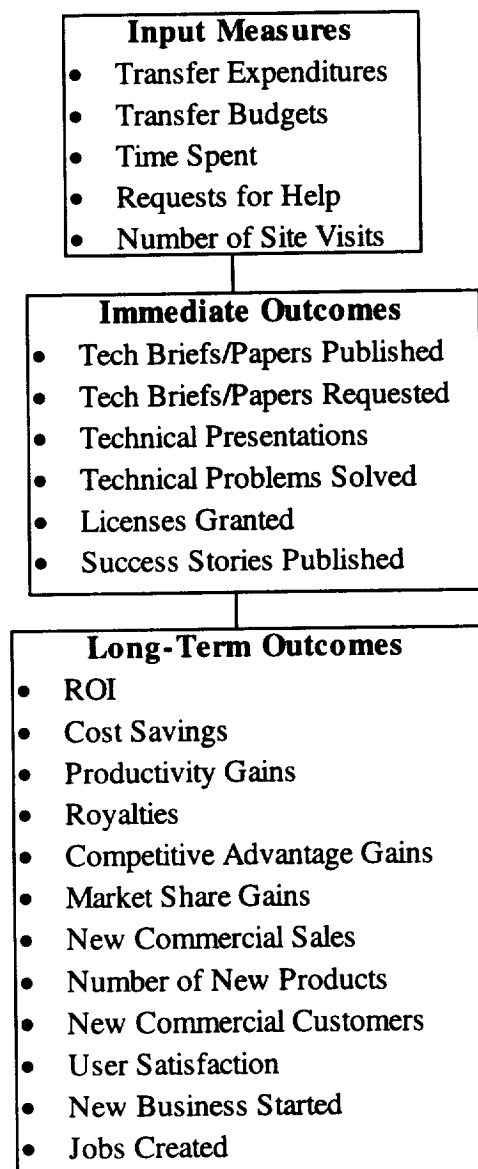 Input Measures
• Transfer Expenditures
• Transfer Budgets
• Time Spent
• Requests for Help
• Number of Site Visits
Immediate Outcomes
• Tech Briefs/Papers Published
• Tech Briefs/Papers Requested
• Technical Presentations
• Technical Problems Solved
• Licenses Granted
• Success Stories Published
Long-Term Outcomes
• ROI
• Cost Savings
• Productivity Gains
• Royalties
• Competitive Advantage Gains
• Market Share Gains
• New Commercial Sales
• Number of New Products
• New Commercial Customers
• User Satisfaction
• New Business Started
• Jobs Created